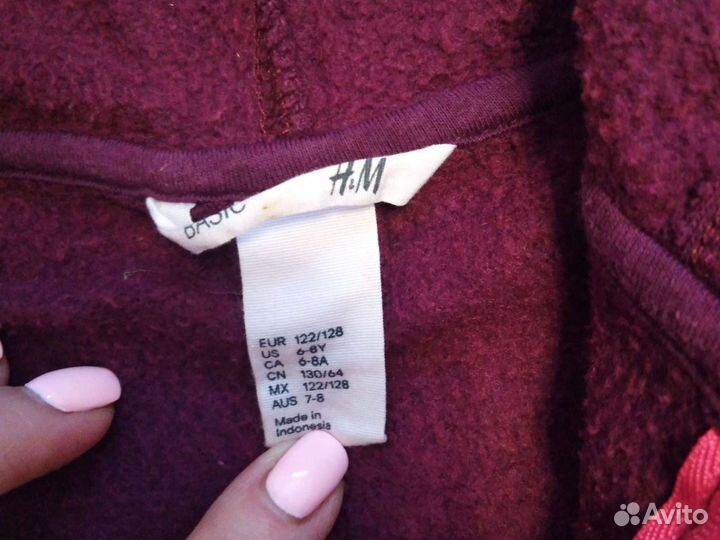 H&M
BASIC
EUR 122/128
US 6-8Y
CA 6-8A
CN 130/64
MX 122/128
AUS 7-8
Made in
Indonesia
Avito